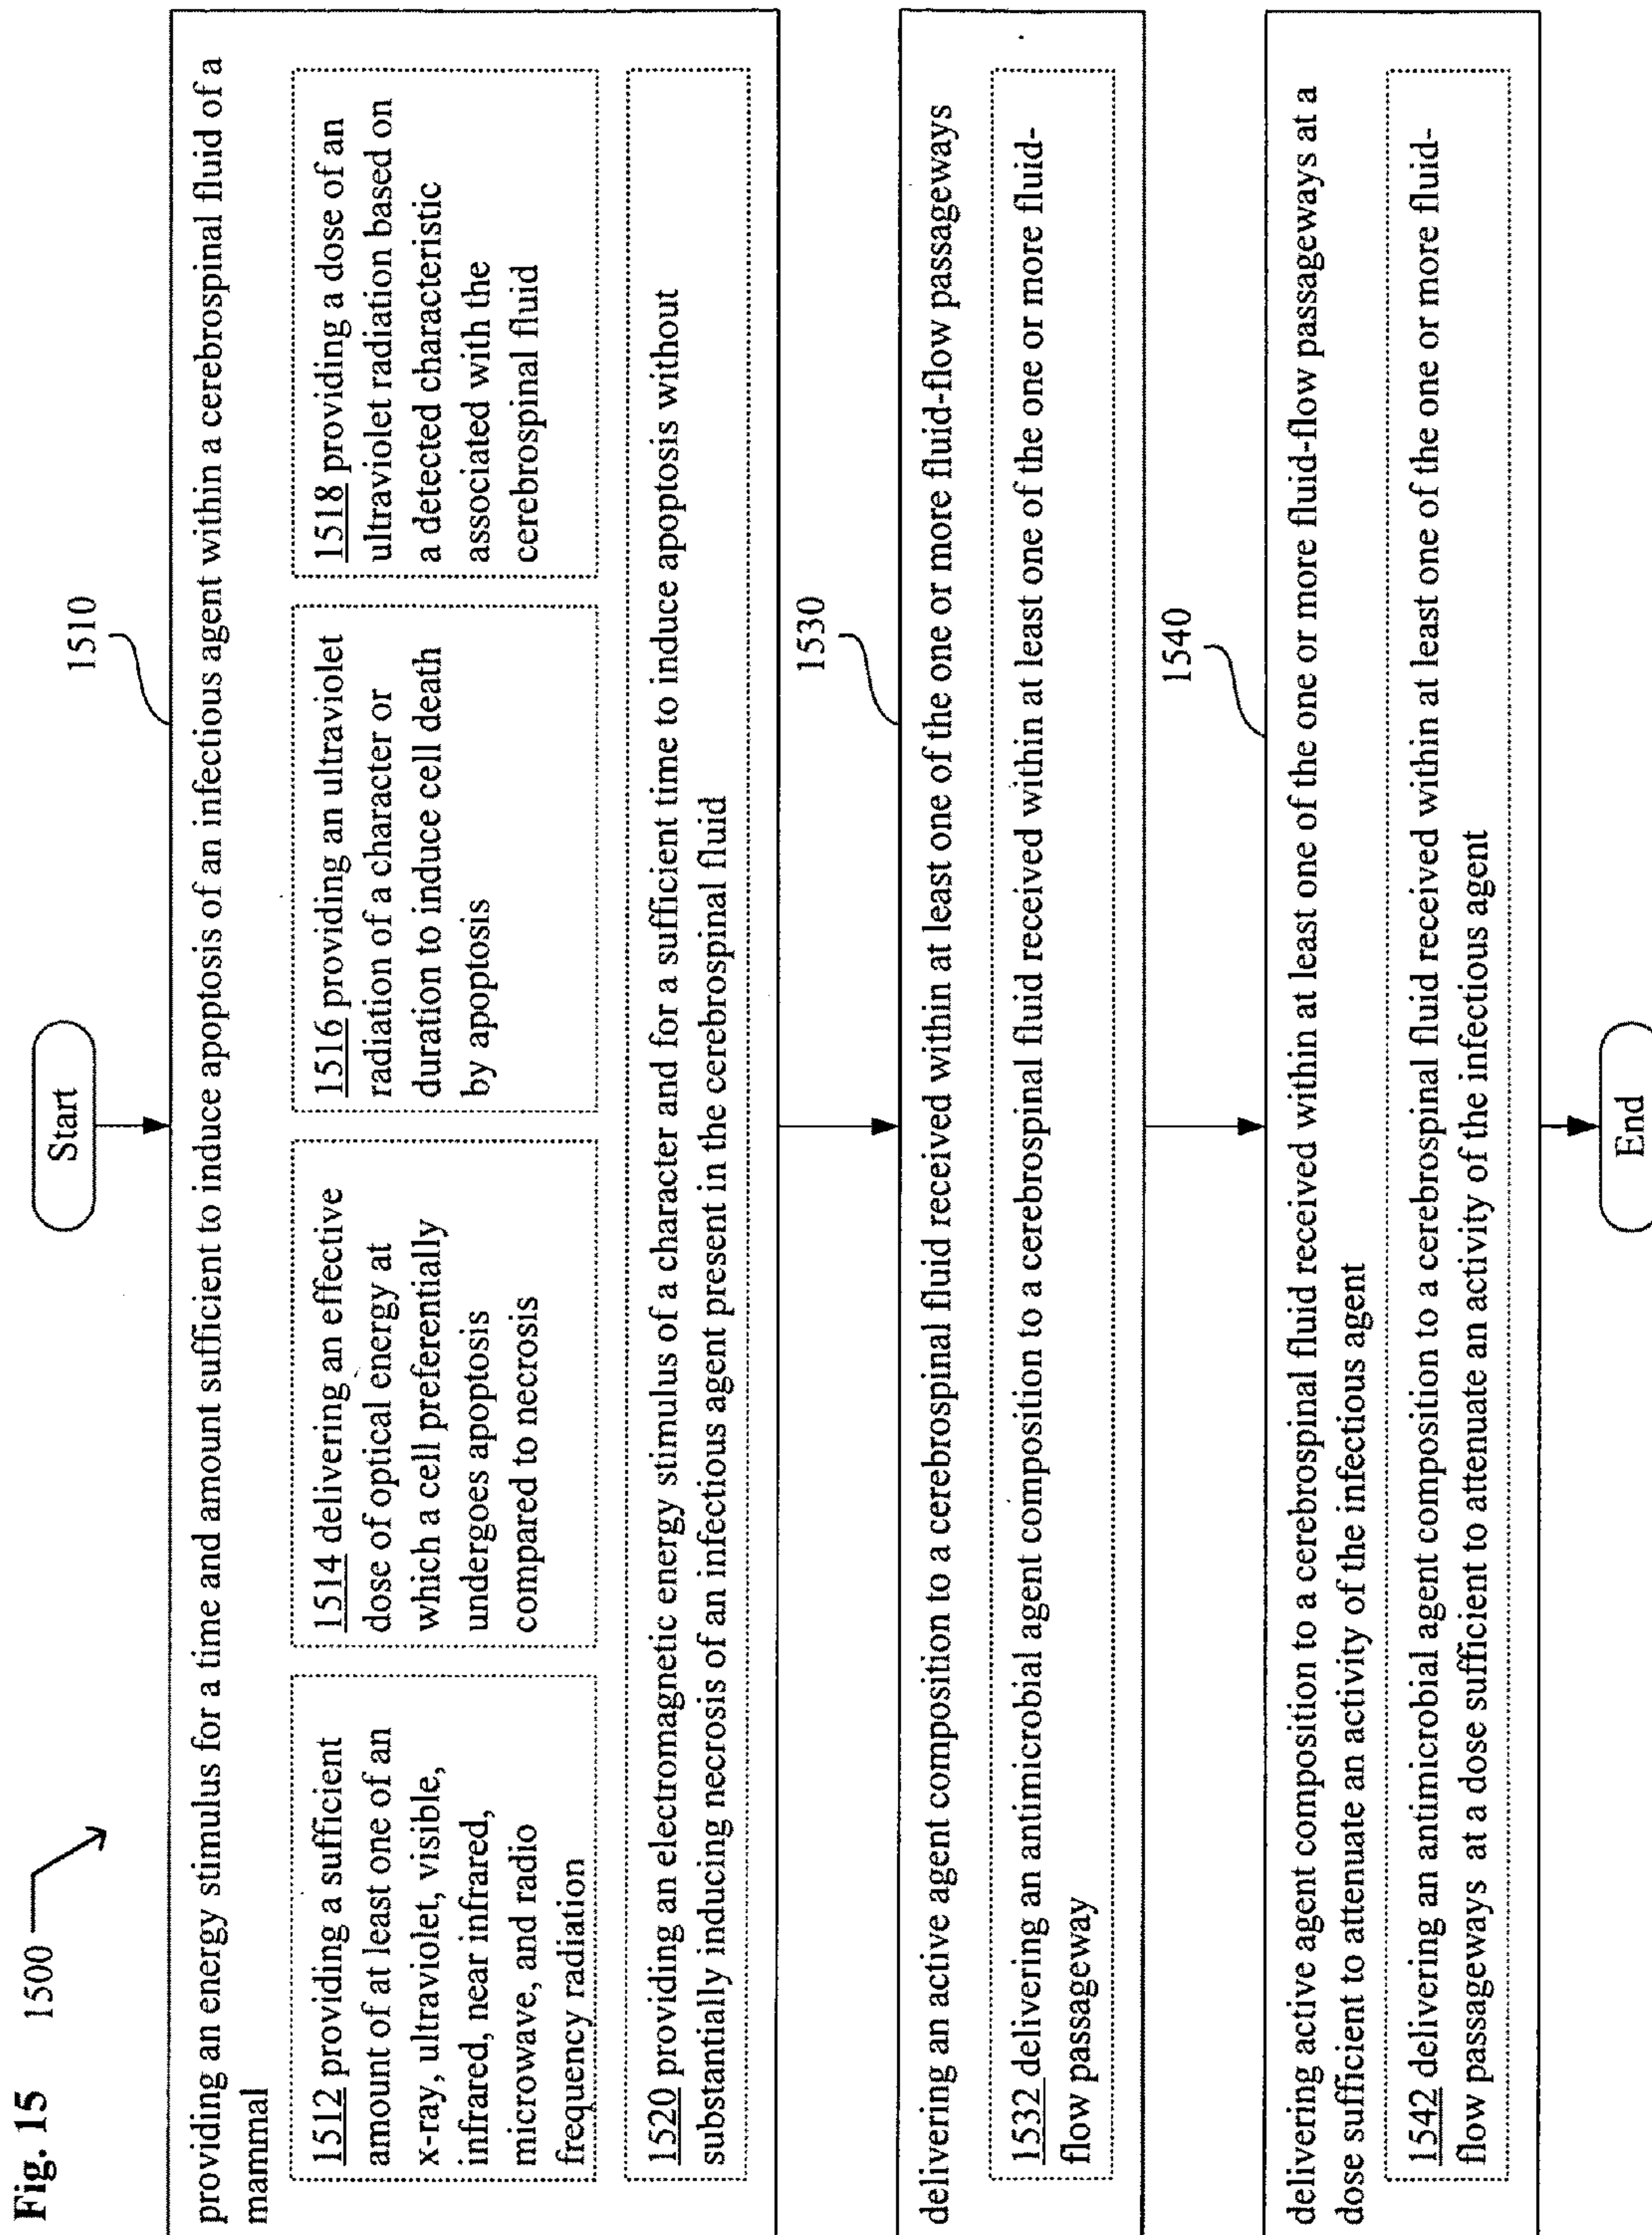 Fig. 15
1500
Start
1510
providing an energy stimulus for a time and amount sufficient to induce apoptosis of an infectious agent within a cerebrospinal fluid of a
mammal
1512 providing a sufficient
amount of at least one of an
x-ray, ultraviolet, visible,
infrared, near infrared,
microwave, and radio
frequency radiation
1514 delivering an effective
dose of optical energy at
which a cell preferentially
undergoes apoptosis
compared to necrosis
1516 providing an ultraviolet
radiation of a character or
duration to induce cell death
by apoptosis
1518 providing a dose of an
ultraviolet radiation based on
a detected characteristic
associated with the
cerebrospinal fluid
1520 providing an electromagnetic energy stimulus of a character and for a sufficient time to induce apoptosis without
substantially inducing necrosis of an infectious agent present in the cerebrospinal fluid
1530
delivering an active agent composition to a cerebrospinal fluid received within at least one of the one or more fluid-flow passageways
1532 delivering an antimicrobial agent composition to a cerebrospinal fluid received within at least one of the one or more fluid-
flow passageway
1540
delivering active agent composition to a cerebrospinal fluid received within at least one of the one or more fluid-flow passageways at a
dose sufficient to attenuate an activity of the infectious agent
1542 delivering an antimicrobial agent composition to a cerebrospinal fluid received within at least one of the one or more fluid-
flow passageways at a dose sufficient to attenuate an activity of the infectious agent
End